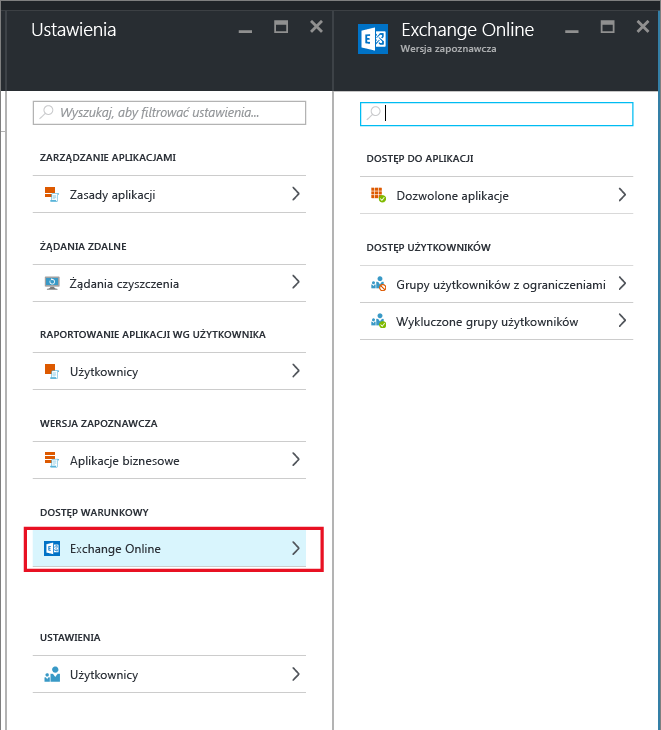 Ustawienia
Wyszukaj, aby filtrować ustawienia...
ZARZĄDZANIE APLIKACJAMI
Zasady aplikacji
ŻĄDANIA ZDALNE
Żądania czyszczenia
RAPORTOWANIE APLIKACJI WG UŻYTKOWNIKA
Użytkownicy
WERSJA ZAPOZNAWCZA
Aplikacje biznesowe
DOSTĘP WARUNKOWY
Exchange Online
USTAWIENIA
Użytkownicy
Exchange Online
Wersja zapoznawcza
DOSTĘP DO APLIKACJI
Dozwolone aplikacje
DOSTĘP UŻYTKOWNIKÓW
Grupy użytkowników z ograniczeniami
Wykluczone grupy użytkowników